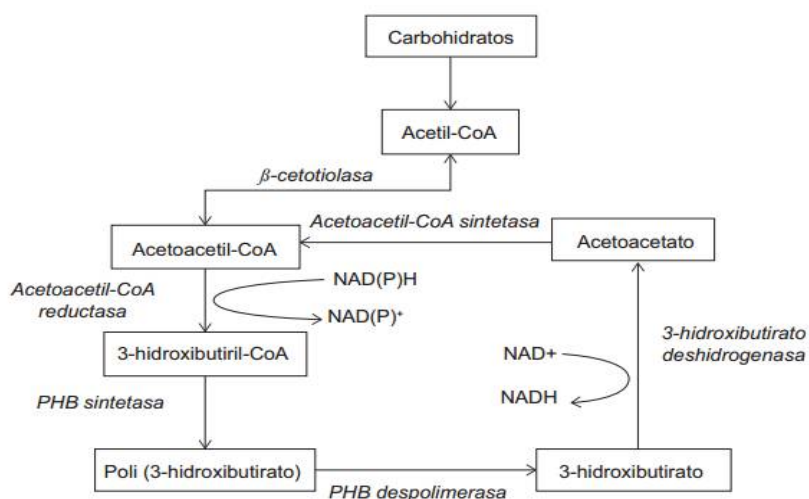 Carbohidratos
Acetil-CoA
β-cetotiolasa
Acetoacetil-CoA sintetasa
Acetoacetil-CoA
Acetoacetato
Acetoacetil-CoA
reductasa
NAD(P)H
NAD(P)⁺
3-hidroxibutirato
deshidrogenasa
3-hidroxibutiril-CoA
NAD+
NADH
PHB sintetasa
Poli (3-hidroxibutirato)
PHB despolimerasa
3-hidroxibutirato